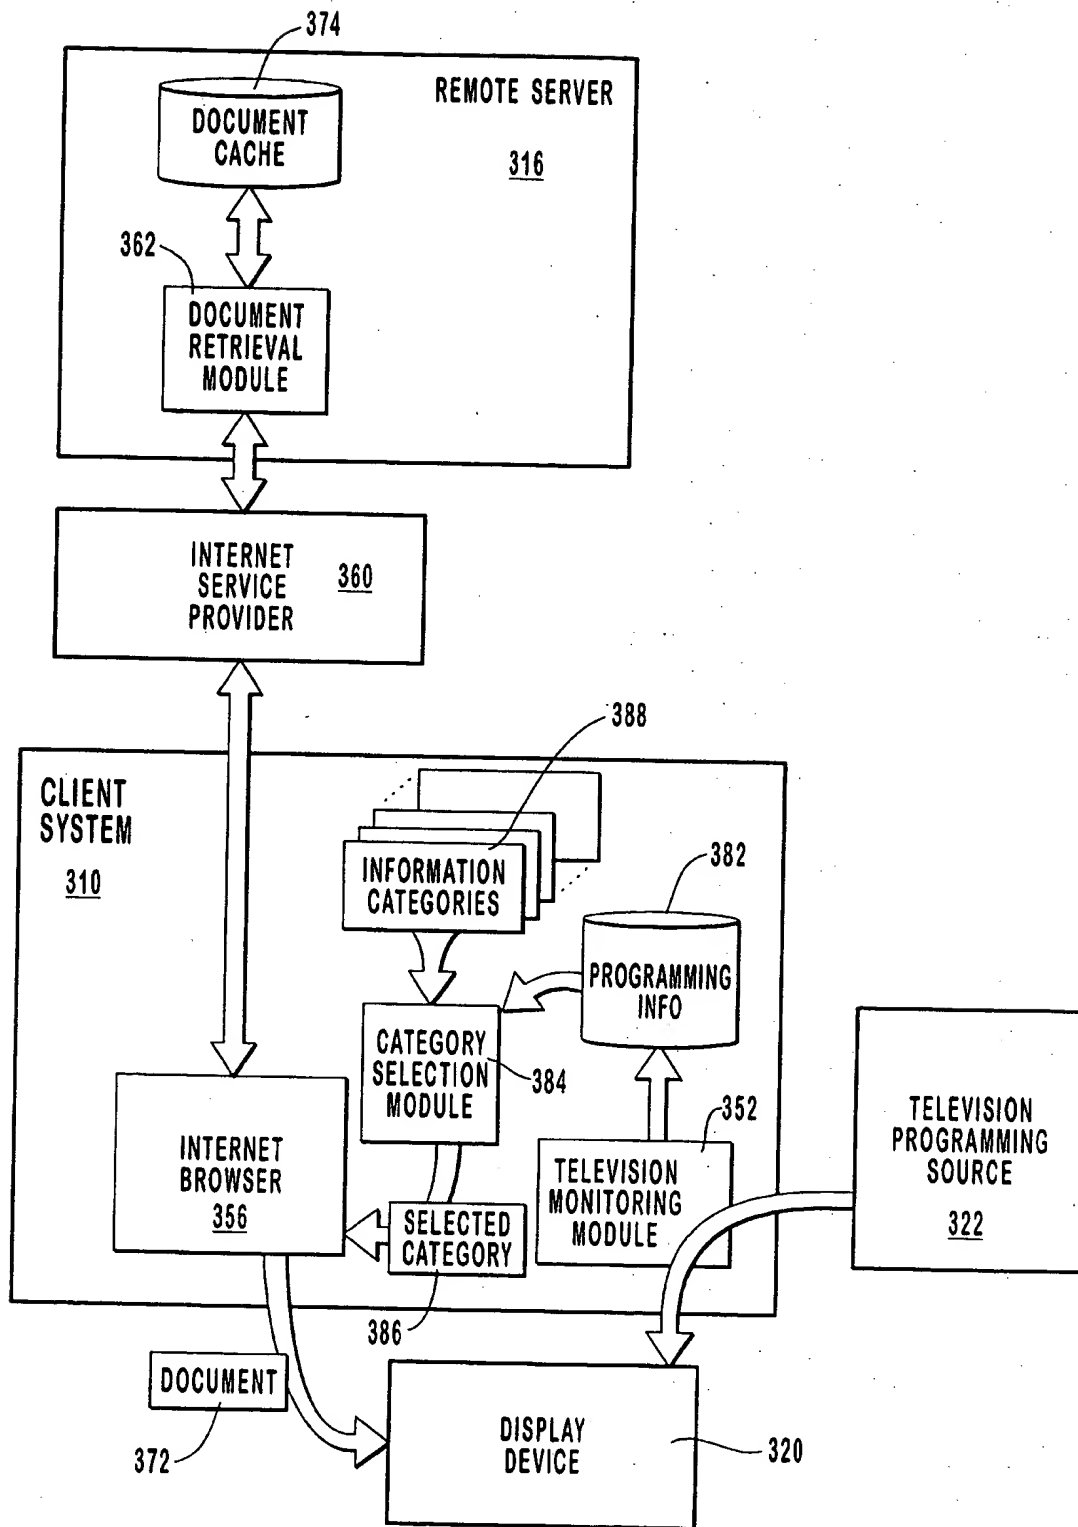 374
REMOTE SERVER
316
DOCUMENT
CACHE
362
DOCUMENT
RETRIEVAL
MODULE
INTERNET
SERVICE
PROVIDER
360
388
CLIENT
SYSTEM
310
INFORMATION
CATEGORIES
382
PROGRAMMING
INFO
CATEGORY
SELECTION
MODULE
384
352
TELEVISION
PROGRAMMING
SOURCE
322
INTERNET
BROWSER
356
TELEVISION
MONITORING
MODULE
SELECTED
CATEGORY
386
DOCUMENT
372
DISPLAY
DEVICE
320